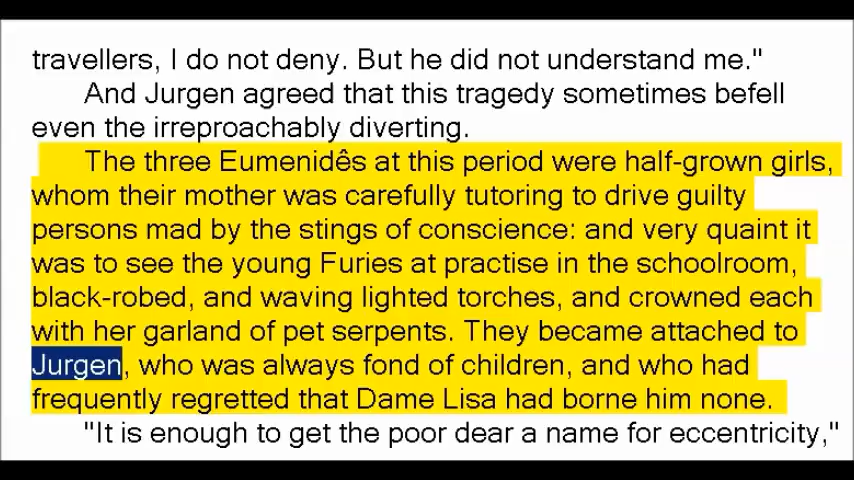 travellers, I do not deny. But he did not understand me."
And Jurgen agreed that this tragedy sometimes befell
even the irreproachably diverting.
The three Eumenidês at this period were half-grown girls,
whom their mother was carefully tutoring to drive guilty
persons mad by the stings of conscience: and very quaint it
was to see the young Furies at practise in the schoolroom,
black-robed, and waving lighted torches, and crowned each
with her garland of pet serpents. They became attached to
Jurgen, who was always fond of children, and who had
frequently regretted that Dame Lisa had borne him none.
"It is enough to get the poor dear a name for eccentricity,"